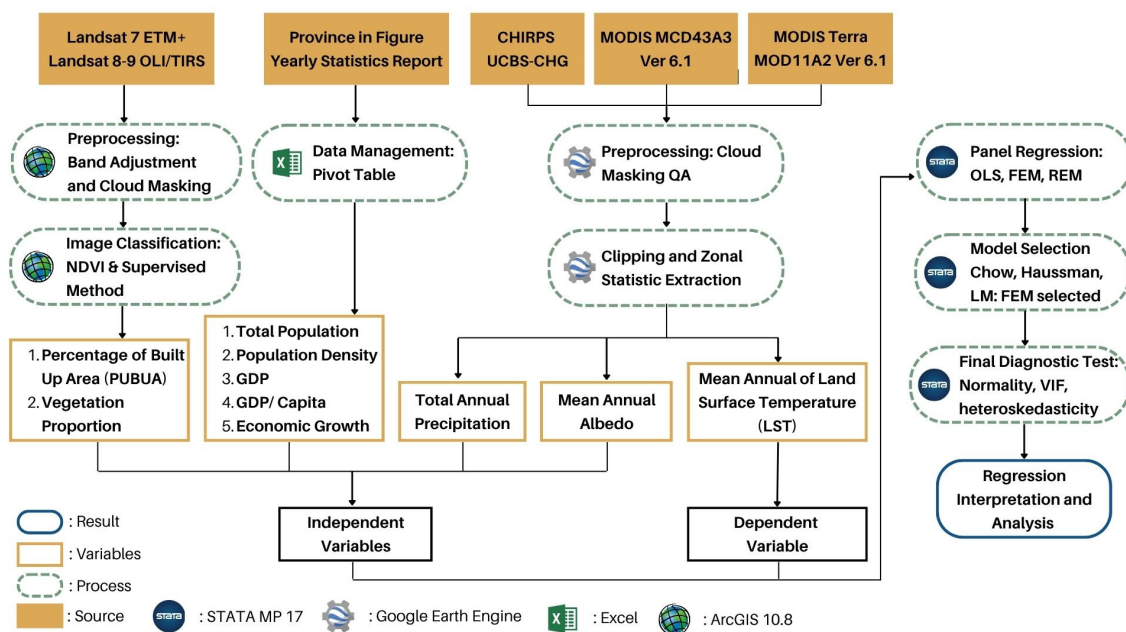 Landsat 7 ETM+
Landsat 8-9 OLI/TIRS
Province in Figure
Yearly Statistics Report
CHIRPS
UCBS-CHG
MODIS MCD43A3
Ver 6.1
MODIS Terra
MOD11A2 Ver 6.1
Preprocessing:
Band Adjustment
and Cloud Masking
Data Management:
Pivot Table
Preprocessing: Cloud
Masking QA
STATA
Panel Regression:
OLS, FEM, REM
Image Classification:
NDVI & Supervised
Method
Clipping and Zonal
Statistic Extraction
STATA
Model Selection
Chow, Haussman,
LM: FEM selected
1. Percentage of Built
Up Area (PUBUA)
2. Vegetation
Proportion
1. Total Population
2. Population Density
3. GDP
4. GDP/ Capita
5. Economic Growth
Total Annual
Precipitation
Mean Annual
Albedo
Mean Annual of Land
Surface Temperature
(LST)
STATA
Final Diagnostic Test:
Normality, VIF,
heteroskedasticity
Independent
Variables
Dependent
Variable
Regression
Interpretation and
Analysis
: Result
: Variables
: Process
: Source
STATA
: STATA MP 17
: Google Earth Engine
: Excel
: ArcGIS 10.8